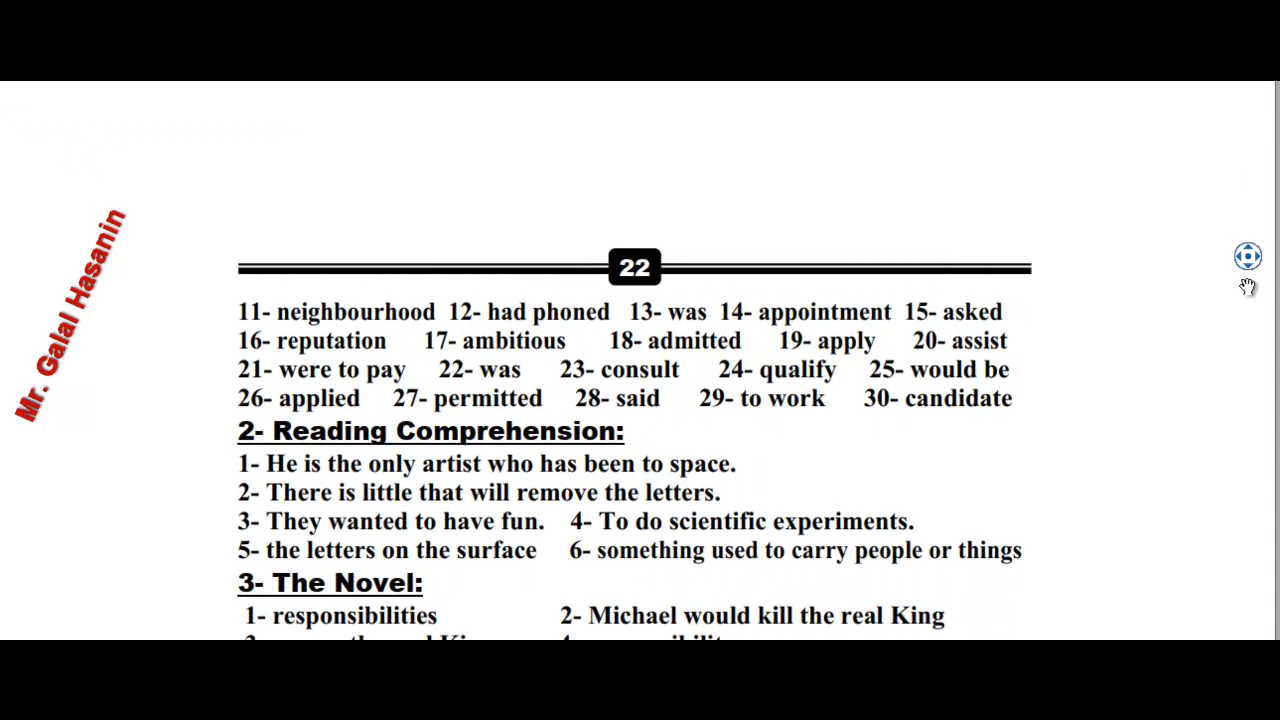 Mr. Galal Hasanin
22
11- neighbourhood 12- had phoned 13- was 14- appointment 15- asked
16- reputation 17- ambitious 18- admitted 19- apply 20- assist
21- were to pay 22- was 23- consult 24- qualify 25- would be
26- applied 27- permitted 28- said 29- to work 30- candidate
2- Reading Comprehension:
1- He is the only artist who has been to space.
2- There is little that will remove the letters.
3- They wanted to have fun. 4- To do scientific experiments.
5- the letters on the surface 6- something used to carry people or things
3- The Novel:
1- responsibilities 2- Michael would kill the real King